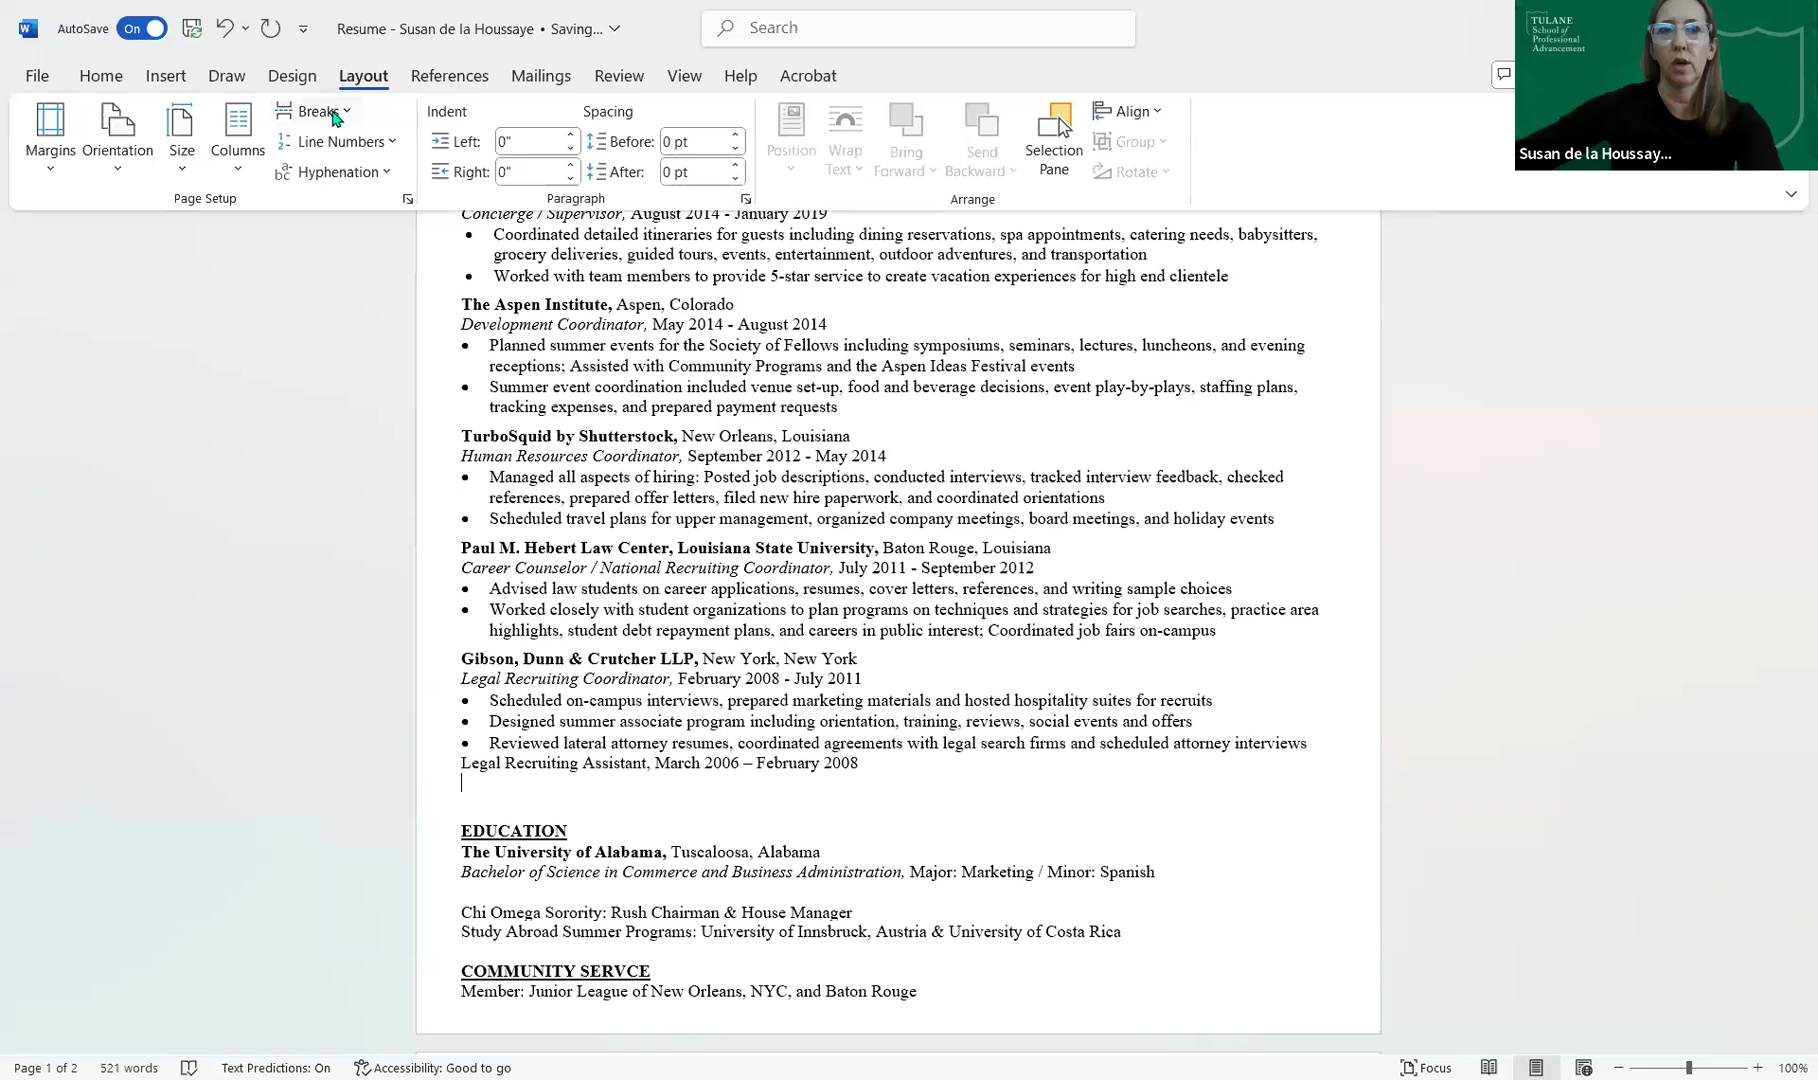 AutoSave On Resume - Susan de la Houssaye • Saving... Search
TULANE
School of
Professional
Advancement
Susan de la Houssay...
File Home Insert Draw Design Layout References Mailings Review View Help Acrobat
Margins
Orientation
Size
Columns
Breaks
Line Numbers
Hyphenation
Page Setup
Indent Spacing
Left: 0" Before: 0 pt
Right: 0" After: 0 pt
Paragraph
Position
Wrap
Text
Bring
Forward
Send
Backward
Selection
Pane
Align
Group
Rotate
Arrange
Concierge / Supervisor, August 2014 - January 2019
• Coordinated detailed itineraries for guests including dining reservations, spa appointments, catering needs, babysitters,
grocery deliveries, guided tours, events, entertainment, outdoor adventures, and transportation
• Worked with team members to provide 5-star service to create vacation experiences for high end clientele
The Aspen Institute, Aspen, Colorado
Development Coordinator, May 2014 - August 2014
• Planned summer events for the Society of Fellows including symposiums, seminars, lectures, luncheons, and evening
receptions; Assisted with Community Programs and the Aspen Ideas Festival events
• Summer event coordination included venue set-up, food and beverage decisions, event play-by-plays, staffing plans,
tracking expenses, and prepared payment requests
TurboSquid by Shutterstock, New Orleans, Louisiana
Human Resources Coordinator, September 2012 - May 2014
• Managed all aspects of hiring: Posted job descriptions, conducted interviews, tracked interview feedback, checked
references, prepared offer letters, filed new hire paperwork, and coordinated orientations
• Scheduled travel plans for upper management, organized company meetings, board meetings, and holiday events
Paul M. Hebert Law Center, Louisiana State University, Baton Rouge, Louisiana
Career Counselor / National Recruiting Coordinator, July 2011 - September 2012
• Advised law students on career applications, resumes, cover letters, references, and writing sample choices
• Worked closely with student organizations to plan programs on techniques and strategies for job searches, practice area
highlights, student debt repayment plans, and careers in public interest; Coordinated job fairs on-campus
Gibson, Dunn & Crutcher LLP, New York, New York
Legal Recruiting Coordinator, February 2008 - July 2011
• Scheduled on-campus interviews, prepared marketing materials and hosted hospitality suites for recruits
• Designed summer associate program including orientation, training, reviews, social events and offers
• Reviewed lateral attorney resumes, coordinated agreements with legal search firms and scheduled attorney interviews
Legal Recruiting Assistant, March 2006 – February 2008
EDUCATION
The University of Alabama, Tuscaloosa, Alabama
Bachelor of Science in Commerce and Business Administration, Major: Marketing / Minor: Spanish
Chi Omega Sorority: Rush Chairman & House Manager
Study Abroad Summer Programs: University of Innsbruck, Austria & University of Costa Rica
COMMUNITY SERVCE
Member: Junior League of New Orleans, NYC, and Baton Rouge
Page 1 of 2 521 words Text Predictions: On Accessibility: Good to go Focus 100%